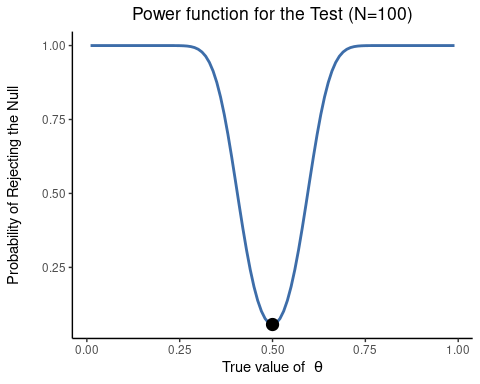 Power function for the Test (N=100)
Probability of Rejecting the Null
1.00
0.75
0.50
0.25
0.00 0.25 0.50 0.75 1.00
True value of θ